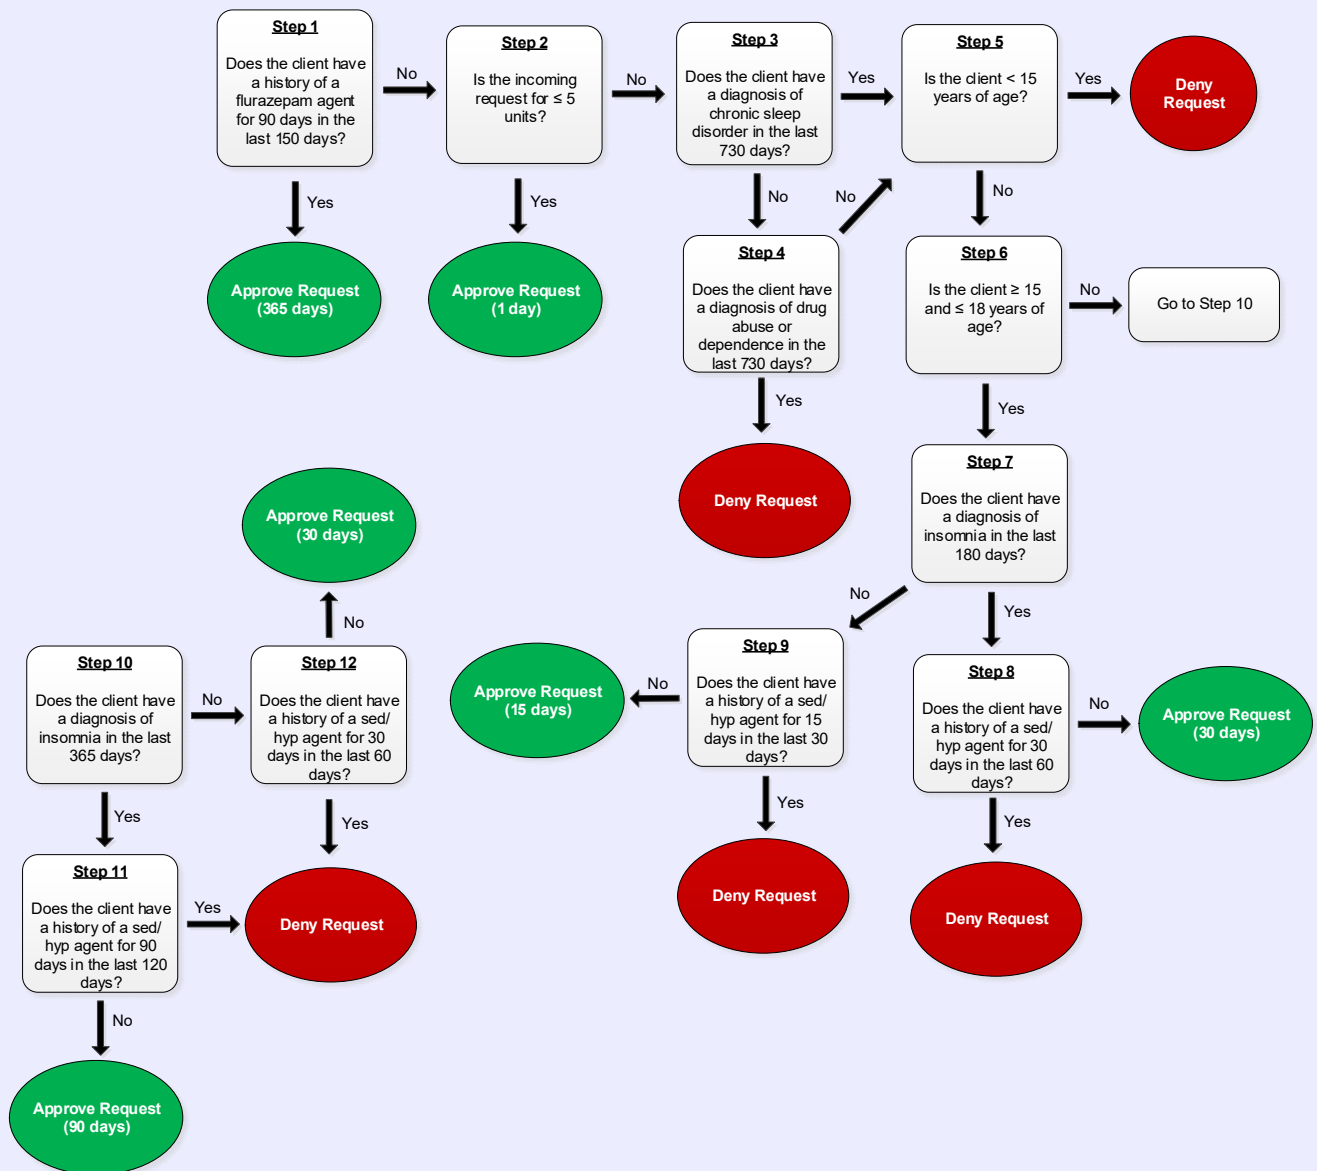 Step 1
Does the client have
a history of a
flurazepam agent
for 90 days in the
last 150 days?
No
Yes
Approve Request
(365 days)
Step 2
Is the incoming
request for ≤ 5
units?
No
Yes
Approve Request
(1 day)
Step 3
Does the client have
a diagnosis of
chronic sleep
disorder in the last
730 days?
Yes
No
Step 4
Does the client have
a diagnosis of drug
abuse or
dependence in the
last 730 days?
No
Yes
Deny Request
Step 5
Is the client < 15
years of age?
Yes
Deny
Request
No
Step 6
Is the client ≥ 15
and ≤ 18 years of
age?
No
Go to Step 10
Yes
Step 7
Does the client have
a diagnosis of
insomnia in the last
180 days?
No
Yes
Step 8
Does the client have
a history of a sed/
hyp agent for 30
days in the last 60
days?
No
Approve Request
(30 days)
Yes
Deny Request
Step 9
Does the client have
a history of a sed/
hyp agent for 15
days in the last 30
days?
No
Approve Request
(15 days)
Yes
Deny Request
Step 10
Does the client have
a diagnosis of
insomnia in the last
365 days?
No
Yes
Step 11
Does the client have
a history of a sed/
hyp agent for 90
days in the last 120
days?
Yes
No
Approve Request
(90 days)
Step 12
Does the client have
a history of a sed/
hyp agent for 30
days in the last 60
days?
No
Approve Request
(30 days)
Yes
Deny Request